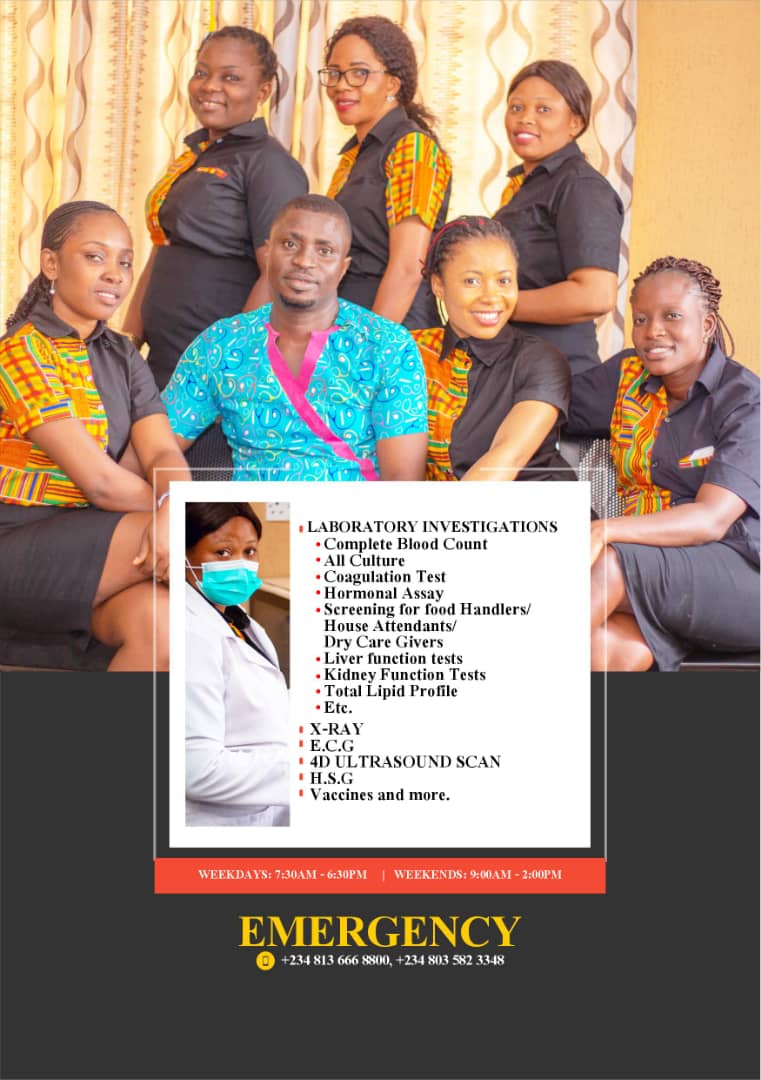 LABORATORY INVESTIGATIONS
Complete Blood Count
All Culture
Coagulation Test
Hormonal Assay
Screening for food Handlers/
House Attendants/
Dry Care Givers
Liver function tests
Kidney Function Tests
Total Lipid Profile
Etc.
X-RAY
E.C.G
4D ULTRASOUND SCAN
H.S.G
Vaccines and more.
WEEKDAYS: 7:30AM - 6:30PM | WEEKENDS: 9:00AM - 2:00PM
EMERGENCY
+234 813 666 8800, +234 803 582 3348